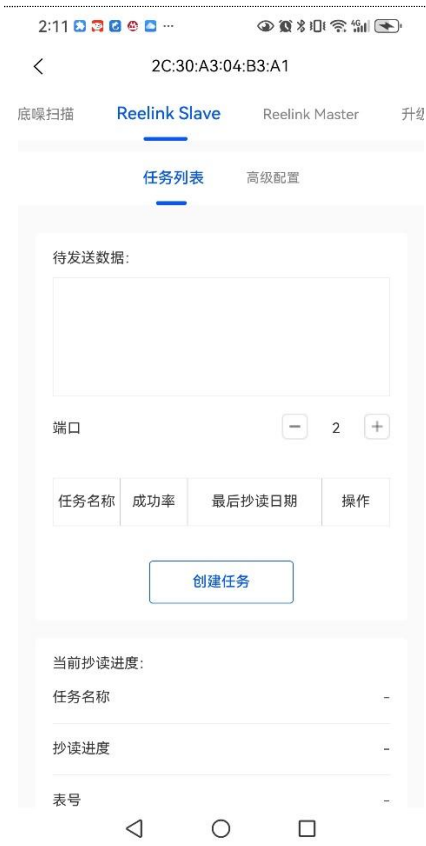 2:11
4G
2C:30:A3:04:B3:A1
底噪扫描 Reelink Slave Reelink Master 升级
任务列表 高级配置
待发送数据:
端口 2
任务名称 成功率 最后抄读日期 操作
创建任务
当前抄读进度:
任务名称 -
抄读进度 -
表号 -